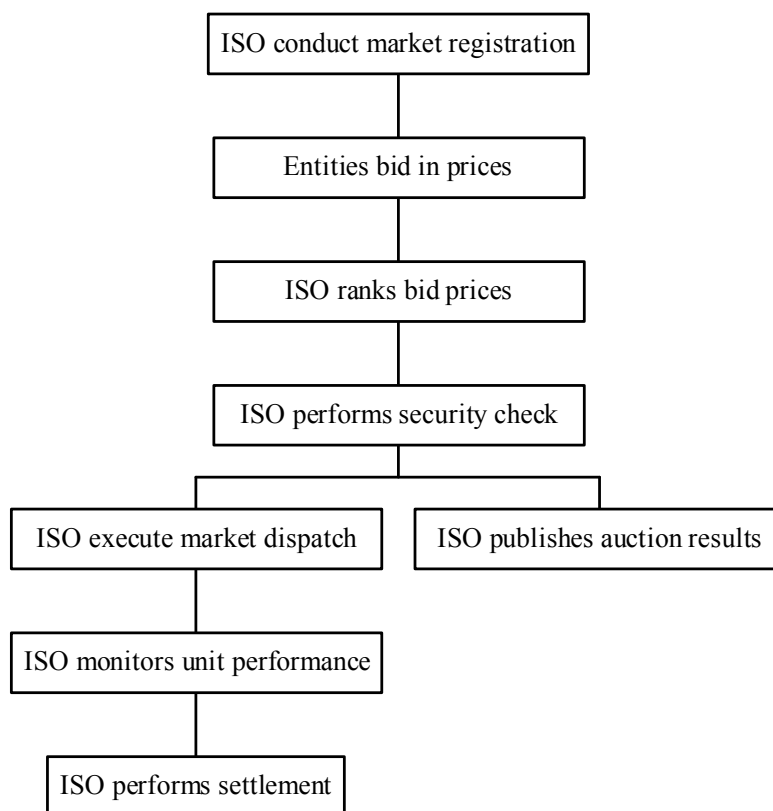 ISO conduct market registration
Entities bid in prices
ISO ranks bid prices
ISO performs security check
ISO execute market dispatch
ISO publishes auction results
ISO monitors unit performance
ISO performs settlement